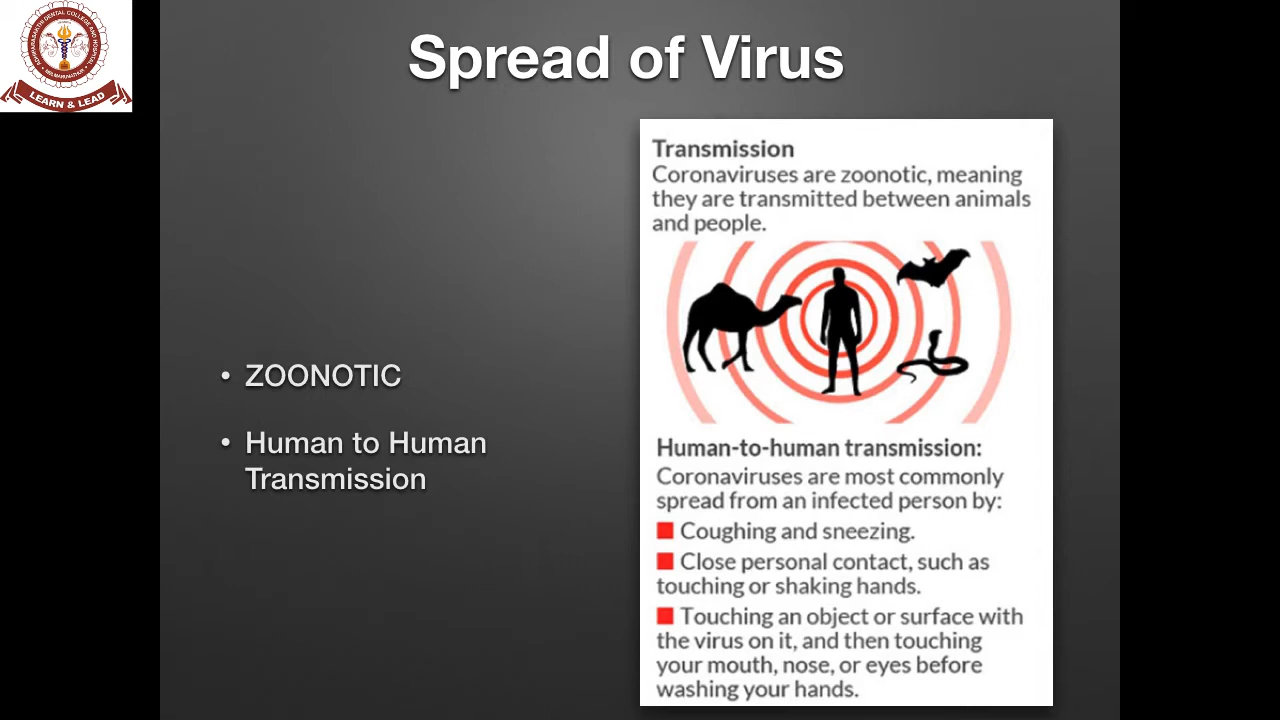 LEARN & LEAD
Spread of Virus
• ZOONOTIC
• Human to Human
Transmission
Transmission
Coronaviruses are zoonotic, meaning
they are transmitted between animals
and people.
Human-to-human transmission:
Coronaviruses are most commonly
spread from an infected person by:
Coughing and sneezing.
Close personal contact, such as
touching or shaking hands.
Touching an object or surface with
the virus on it, and then touching
your mouth, nose, or eyes before
washing your hands.